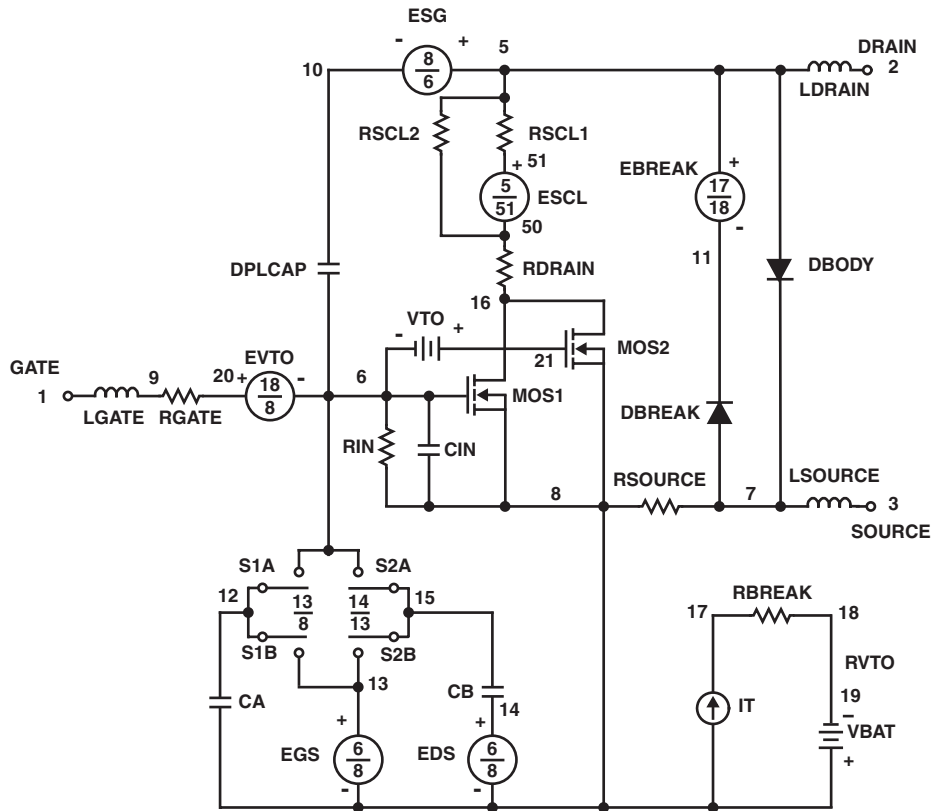 ESG
- +
8
6
5
10
DRAIN
2
LDRAIN
RSCL2
RSCL1
+ 51
5
51
ESCL
50
EBREAK
+
17
18
-
11
DBODY
DPLCAP
RDRAIN
16
VTO
- +
21
MOS2
GATE
1
9
20
EVTO
+
18
8
-
6
MOS1
LGATE
RGATE
DBREAK
RIN
CIN
8
RSOURCE
7
LSOURCE
3
SOURCE
S1A
S2A
12
13
8
14
13
15
S1B
S2B
13
CA
CB
14
+
EGS
6
8
-
+
EDS
6
8
-
17
RBREAK
18
RVTO
19
IT
-
VBAT
+